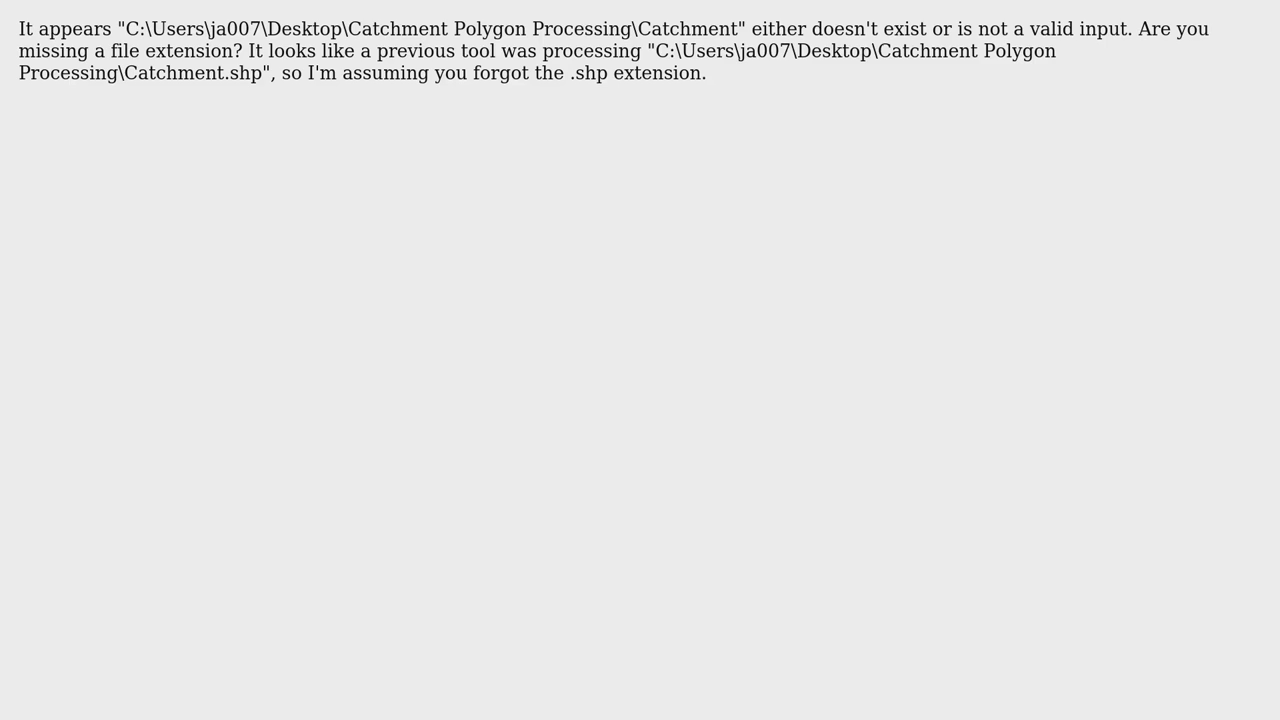 It appears "C:\Users\ja007\Desktop\Catchment Polygon Processing\Catchment" either doesn't exist or is not a valid input. Are you
missing a file extension? It looks like a previous tool was processing "C:\Users\ja007\Desktop\Catchment Polygon
Processing\Catchment.shp", so I'm assuming you forgot the .shp extension.